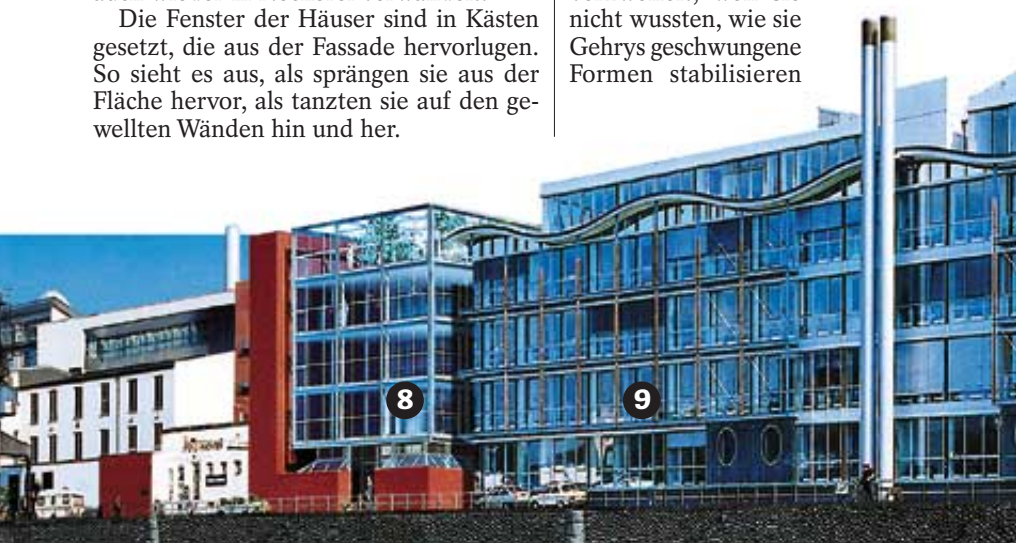 Die Fenster der Häuser sind in Kästen
gesetzt, die aus der Fassade hervorlugen.
So sieht es aus, als sprängen sie aus der
Fläche hervor, als tanzten sie auf den ge-
wellten Wänden hin und her.
nicht wussten, wie sie
Gehrys geschwungene
Formen stabilisieren
8
9